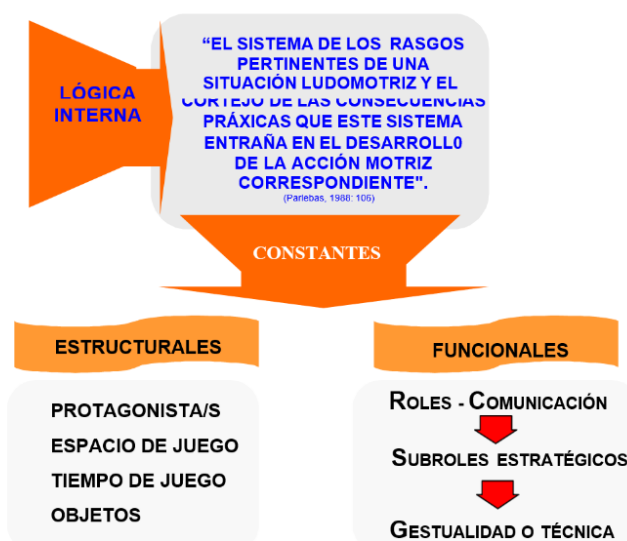 LÓGICA
INTERNA
“EL SISTEMA DE LOS RASGOS
PERTINENTES DE UNA
SITUACIÓN LUDOMOTRIZ Y EL
CORTEJO DE LAS CONSECUENCIAS
PRÁXICAS QUE ESTE SISTEMA
ENTRAÑA EN EL DESARROLL0
DE LA ACCIÓN MOTRIZ
CORRESPONDIENTE".
(Parlebas, 1988: 106)
CONSTANTES
ESTRUCTURALES
PROTAGONISTA/S
ESPACIO DE JUEGO
TIEMPO DE JUEGO
OBJETOS
FUNCIONALES
ROLES - COMUNICACIÓN
SUBROLES ESTRATÉGICOS
GESTUALIDAD O TÉCNICA